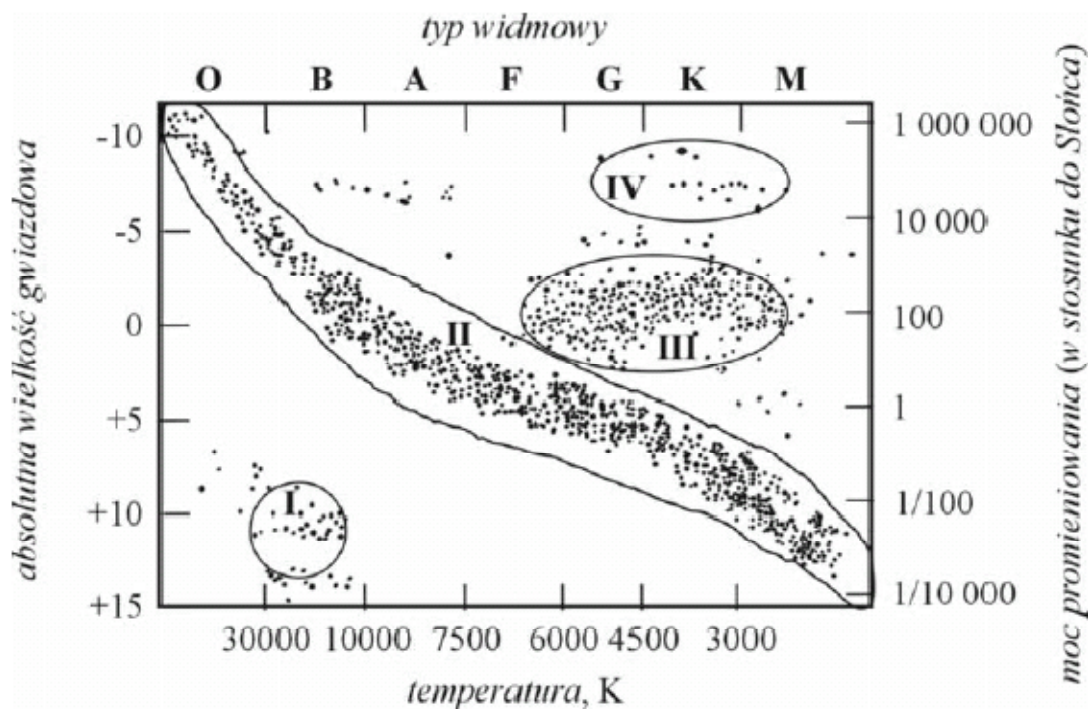 typ widmowy
O B A F G K M
absolutna wielkość gwiazdowa
-10
-5
0
+5
+10
+15
IV
II
III
I
1 000 000
10 000
100
1
1/100
1/10 000
moc promieniowania (w stosunku do Słońca)
30000 10000 7500 6000 4500 3000
temperatura, K